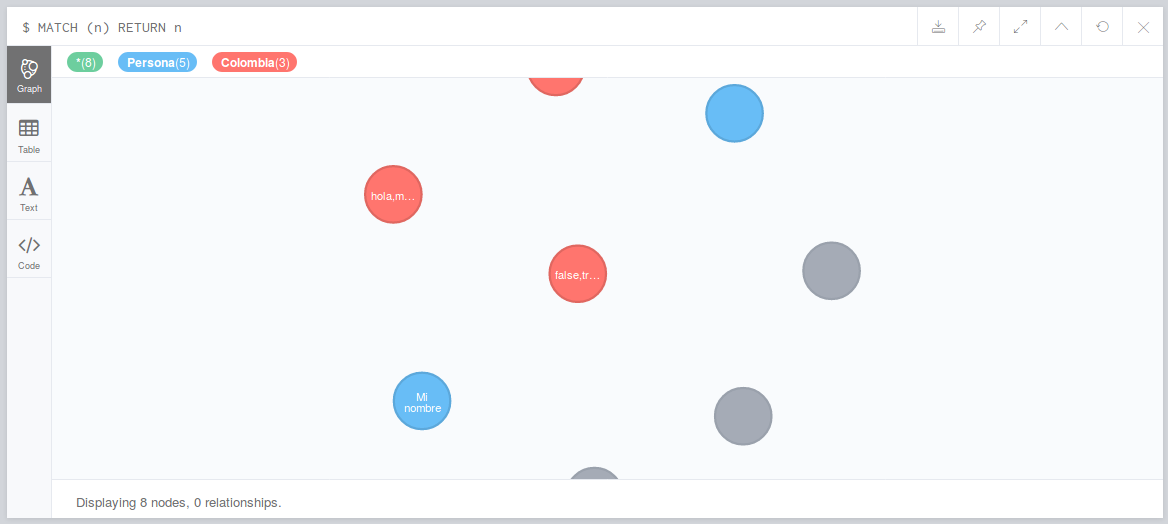 $ MATCH (n) RETURN n
*(8) Persona(5) Colombia(3)
Graph
Table
Text
Code
hola,m...
false,tr...
Mi
nombre
Displaying 8 nodes, 0 relationships.